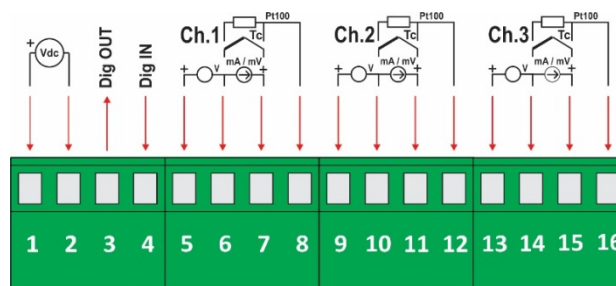 + Vdc
Dig OUT
Dig IN
Ch.1
Pt100
Tc
mA / mV
+ V +
Ch.2
Pt100
Tc
mA / mV
+ V +
Ch.3
Pt100
Tc
mA / mV
+ V +
1 2 3 4 5 6 7 8 9 10 11 12 13 14 15 16